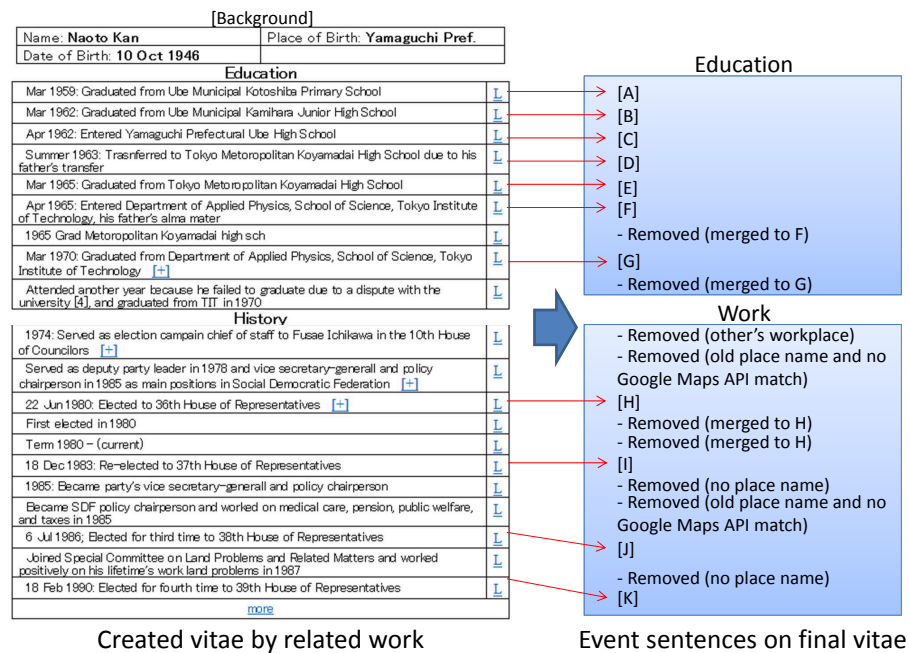 [Background]
Name: Naoto Kan
Place of Birth: Yamaguchi Pref.
Date of Birth: 10 Oct 1946
Education
Mar 1959: Graduated from Ube Municipal Kotoshiba Primary School
L
Mar 1962: Graduated from Ube Municipal Kamihara Junior High School
L
Apr 1962: Entered Yamaguchi Prefectural Ube High School
L
Summer 1963: Trasnferred to Tokyo Metoropolitan Koyamadai High School due to his
father's transfer
L
Mar 1965: Graduated from Tokyo Metoropolitan Koyamadai High School
L
Apr 1965: Entered Department of Applied Physics, School of Science, Tokyo Institute
of Technology, his father's alma mater
L
1965 Grad Metoropolitan Koyamadai high sch
L
Mar 1970: Graduated from Department of Applied Physics, School of Science, Tokyo
Institute of Technology [+]
L
Attended another year because he failed to graduate due to a dispute with the
university [4], and graduated from TIT in 1970
L
History
1974: Served as election campain chief of staff to Fusae Ichikawa in the 10th House
of Councilors [+]
L
Served as deputy party leader in 1978 and vice secretary-generall and policy
chairperson in 1985 as main positions in Social Democratic Federation [+]
L
22 Jun 1980: Elected to 36th House of Representatives [+]
L
First elected in 1980
L
Term 1980 - (current)
L
18 Dec 1983: Re-elected to 37th House of Representatives
L
1985: Became party's vice secretary-generall and policy chairperson
L
Became SDF policy chairperson and worked on medical care, pension, public welfare,
and taxes in 1985
L
6 Jul 1986; Elected for third time to 38th House of Representatives
L
Joined Special Committee on Land Problems and Related Matters and worked
positively on his lifetime's work land problems in 1987
L
18 Feb 1990: Elected for fourth time to 39th House of Representatives
L
more
Created vitae by related work
Education
[A]
[B]
[C]
[D]
[E]
[F]
- Removed (merged to F)
[G]
- Removed (merged to G)
Work
- Removed (other's workplace)
- Removed (old place name and no
Google Maps API match)
[H]
- Removed (merged to H)
- Removed (merged to H)
[I]
- Removed (no place name)
- Removed (old place name and no
Google Maps API match)
[J]
- Removed (no place name)
[K]
Event sentences on final vitae